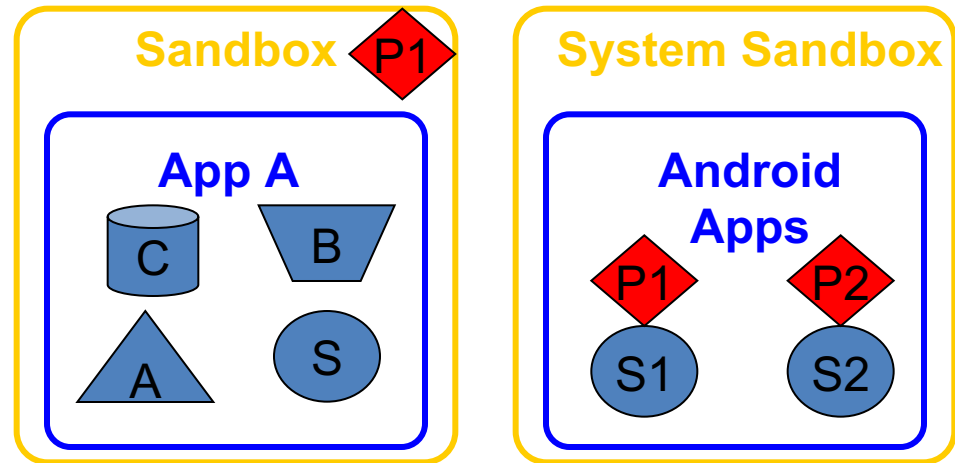 Sandbox P1
App A
C
B
A
S
System Sandbox
Android
Apps
P1
P2
S1
S2